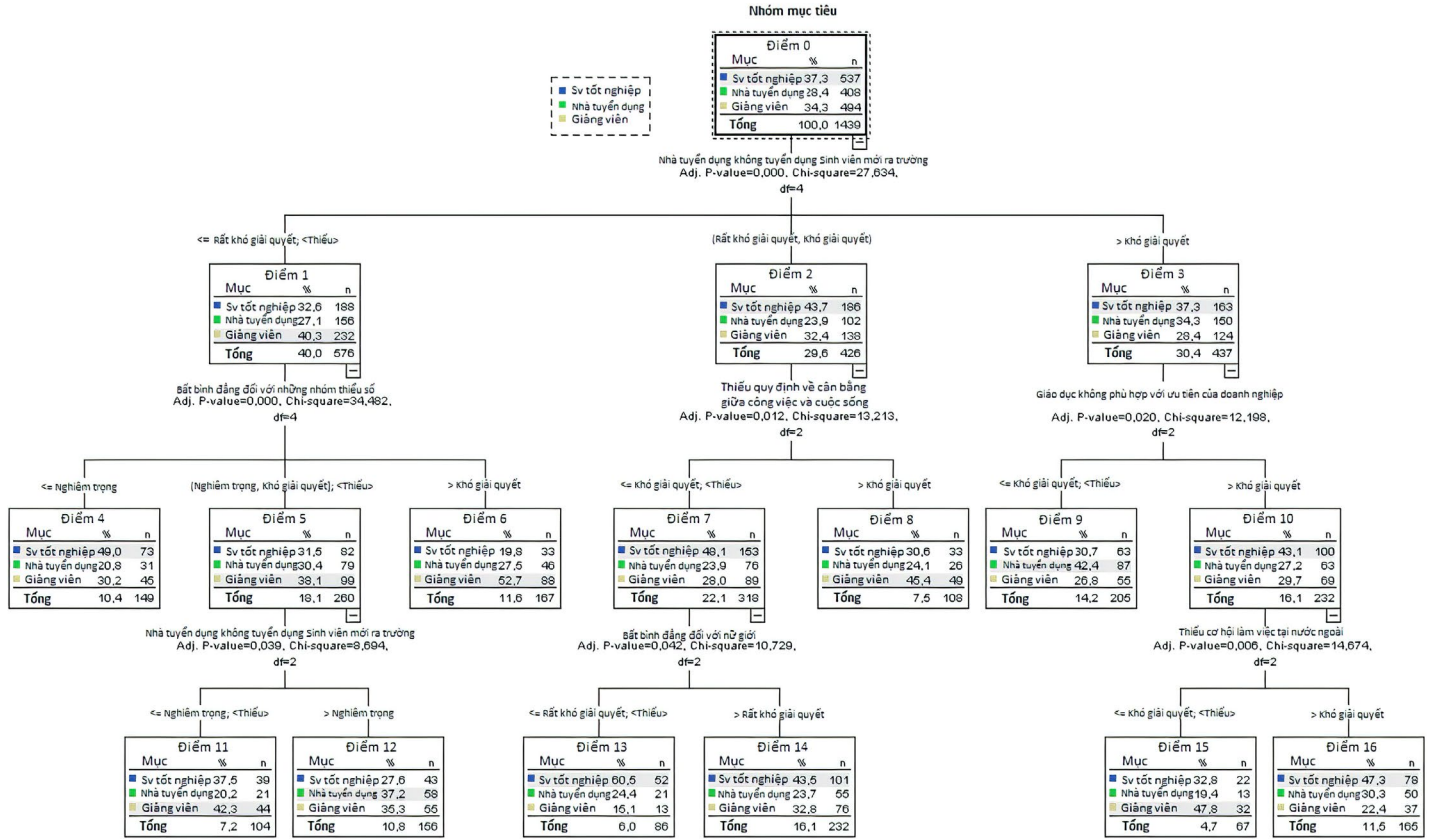 Nhóm mục tiêu
Điểm 0
Mục % n
Sv tốt nghiệp 37,3 537
Nhà tuyển dụng 28,4 408
Giảng viên 34,3 494
Tổng 100,0 1439
Sv tốt nghiệp
Nhà tuyển dụng
Giảng viên
Nhà tuyển dụng không tuyển dụng Sinh viên mới ra trường
Adj. P-value=0,000, Chi-square=27,634,
df=4
<= Rất khó giải quyết; <Thiếu>
(Rất khó giải quyết, Khó giải quyết)
> Khó giải quyết
Điểm 1
Mục % n
Sv tốt nghiệp 32,6 188
Nhà tuyển dụng 27,1 156
Giảng viên 40,3 232
Tổng 40,0 576
Điểm 2
Mục % n
Sv tốt nghiệp 43,7 186
Nhà tuyển dụng 23,9 102
Giảng viên 32,4 138
Tổng 29,6 426
Điểm 3
Mục % n
Sv tốt nghiệp 37,3 163
Nhà tuyển dụng 34,3 150
Giảng viên 28,4 124
Tổng 30,4 437
Bất bình đẳng đối với những nhóm thiểu số
Adj. P-value=0,000, Chi-square=34,482,
df=4
Thiếu quy định về cân bằng
giữa công việc và cuộc sống
Adj. P-value=0,012, Chi-square=13,213,
df=2
Giáo dục không phù hợp với ưu tiên của doanh nghiệp
Adj. P-value=0,020, Chi-square=12,198,
df=2
<= Nghiêm trọng
(Nghiêm trọng, Khó giải quyết]; <Thiếu>
> Khó giải quyết
<= Khó giải quyết; <Thiếu>
> Khó giải quyết
<= Khó giải quyết; <Thiếu>
> Khó giải quyết
Điểm 4
Mục % n
Sv tốt nghiệp 49,0 73
Nhà tuyển dụng 20,8 31
Giảng viên 30,2 45
Tổng 10,4 149
Điểm 5
Mục % n
Sv tốt nghiệp 31,5 82
Nhà tuyển dụng 30,4 79
Giảng viên 38,1 99
Tổng 18,1 260
Điểm 6
Mục % n
Sv tốt nghiệp 19,8 33
Nhà tuyển dụng 27,5 46
Giảng viên 52,7 88
Tổng 11,6 167
Điểm 7
Mục % n
Sv tốt nghiệp 48,1 153
Nhà tuyển dụng 23,9 76
Giảng viên 28,0 89
Tổng 22,1 318
Điểm 8
Mục % n
Sv tốt nghiệp 30,6 33
Nhà tuyển dụng 24,1 26
Giảng viên 45,4 49
Tổng 7,5 108
Điểm 9
Mục % n
Sv tốt nghiệp 30,7 63
Nhà tuyển dụng 42,4 87
Giảng viên 26,8 55
Tổng 14,2 205
Điểm 10
Mục % n
Sv tốt nghiệp 43,1 100
Nhà tuyển dụng 27,2 63
Giảng viên 29,7 69
Tổng 16,1 232
Nhà tuyển dụng không tuyển dụng Sinh viên mới ra trường
Adj. P-value=0,039, Chi-square=8,694,
df=2
Bất bình đẳng đối với nữ giới
Adj. P-value=0,042, Chi-square=10,729,
df=2
Thiếu cơ hội làm việc tại nước ngoài
Adj. P-value=0,006, Chi-square=14,674,
df=2
<= Nghiêm trọng; <Thiếu>
> Nghiêm trọng
<= Rất khó giải quyết; <Thiếu>
> Rất khó giải quyết
<= Khó giải quyết; <Thiếu>
> Khó giải quyết
Điểm 11
Mục % n
Sv tốt nghiệp 37,5 39
Nhà tuyển dụng 20,2 21
Giảng viên 42,3 44
Tổng 7,2 104
Điểm 12
Mục % n
Sv tốt nghiệp 27,6 43
Nhà tuyển dụng 37,2 58
Giảng viên 35,3 55
Tổng 10,8 156
Điểm 13
Mục % n
Sv tốt nghiệp 60,5 52
Nhà tuyển dụng 24,4 21
Giảng viên 15,1 13
Tổng 6,0 86
Điểm 14
Mục % n
Sv tốt nghiệp 43,5 101
Nhà tuyển dụng 23,7 55
Giảng viên 32,8 76
Tổng 16,1 232
Điểm 15
Mục % n
Sv tốt nghiệp 32,8 22
Nhà tuyển dụng 19,4 13
Giảng viên 47,8 32
Tổng 4,7 67
Điểm 16
Mục % n
Sv tốt nghiệp 47,3 78
Nhà tuyển dụng 30,3 50
Giảng viên 22,4 37
Tổng 11,5 165